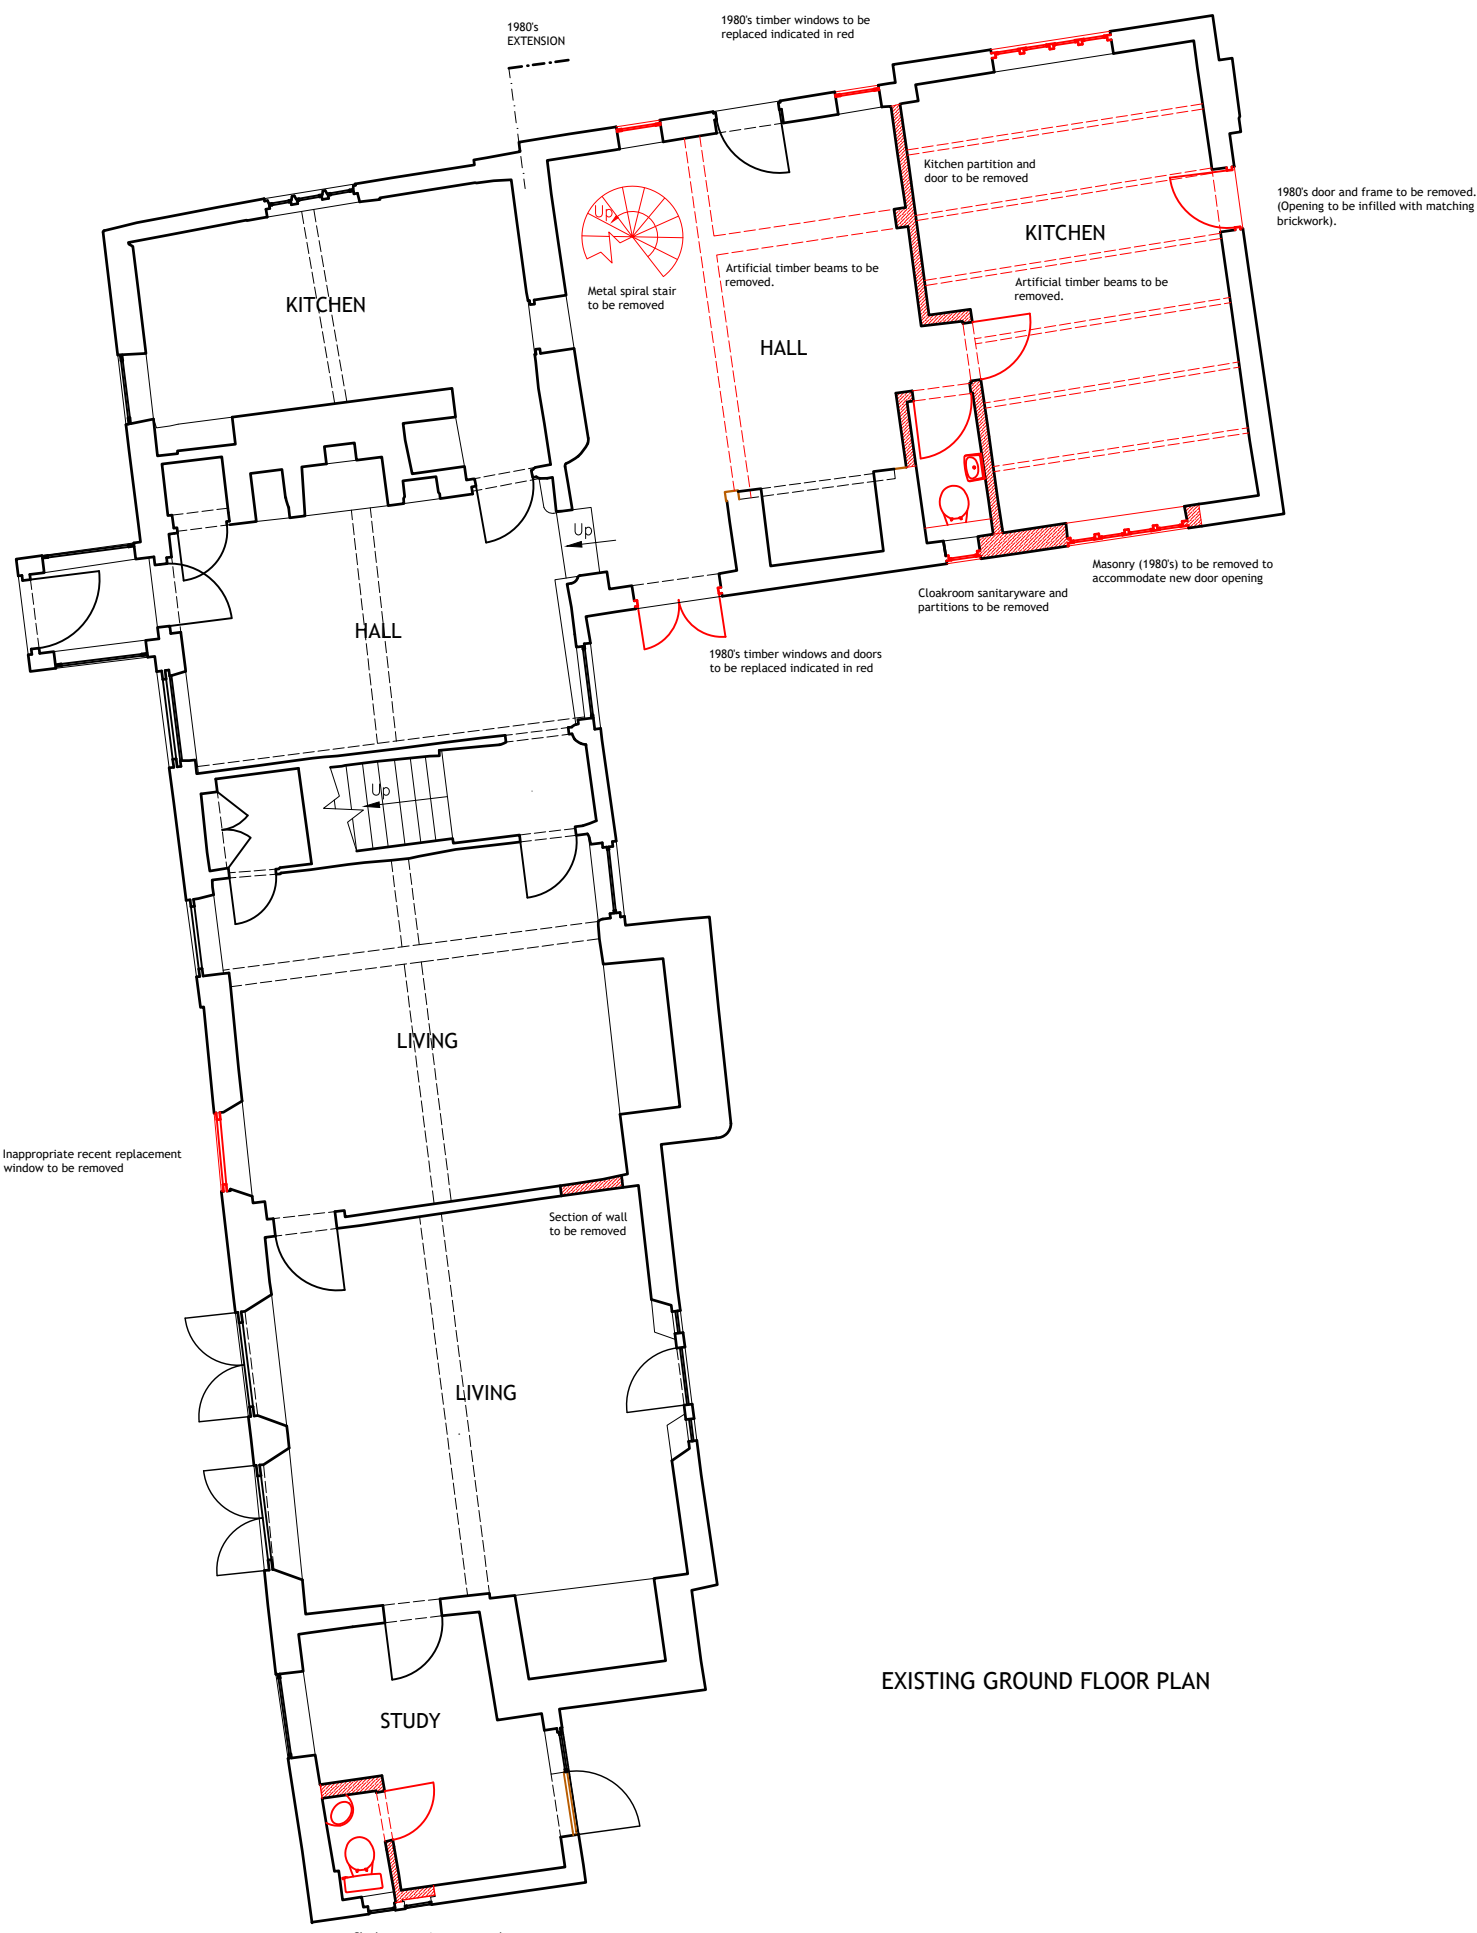 1980's
EXTENSION
1980's timber windows to be
replaced indicated in red
Kitchen partition and
door to be removed
1980's door and frame to be removed.
(Opening to be infilled with matching
brickwork).
Up
KITCHEN
Artificial timber beams to be
removed.
Artificial timber beams to be
removed.
Metal spiral stair
to be removed
KITCHEN
HALL
Up
Masonry (1980's) to be removed to
accommodate new door opening
Cloakroom sanitaryware and
partitions to be removed
HALL
1980's timber windows and doors
to be replaced indicated in red
Up
LIVING
Inappropriate recent replacement
window to be removed
Section of wall
to be removed
LIVING
EXISTING GROUND FLOOR PLAN
STUDY